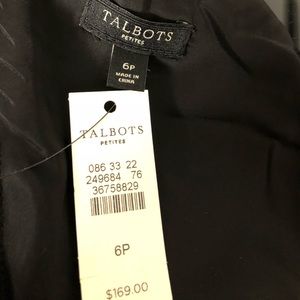 TALBOTS
PETITES
6P
MADE IN
CHINA
TALBOTS
PETITES
086 33 22
249684 76
36758829
6P
$169.00